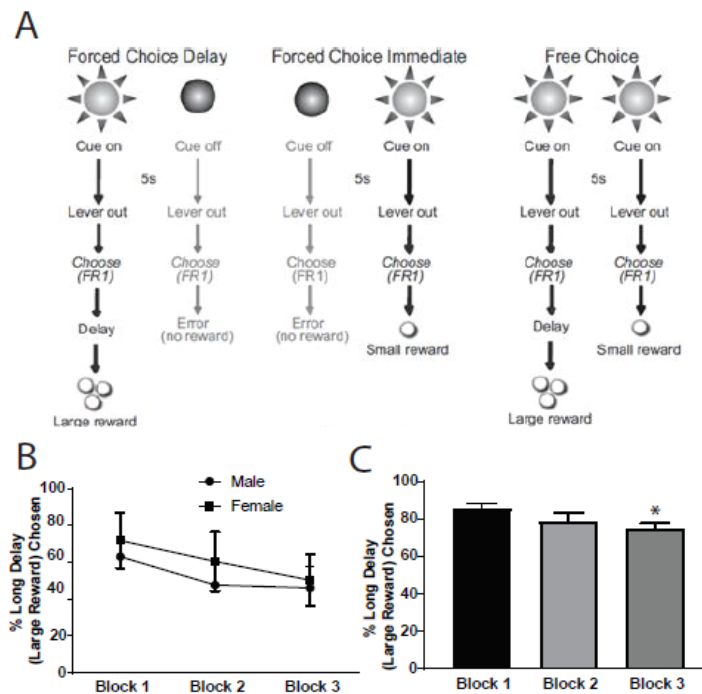 A
Forced Choice Delay Forced Choice Immediate Free Choice
Cue on Cue off Cue off Cue on Cue on Cue on
5s 5s 5s
Lever out Lever out Lever out Lever out Lever out Lever out
Choose Choose Choose Choose Choose Choose
(FR1) (FR1) (FR1) (FR1) (FR1) (FR1)
Delay Error Error Small reward Delay Small reward
(no reward) (no reward)
Large reward Large reward
B
Male
Female
% Long Delay
(Large Reward) Chosen
80
60
40
20
0
Block 1 Block 2 Block 3
C
% Long Delay
(Large Reward) Chosen
100
80
60
40
20
0
*
Block 1 Block 2 Block 3